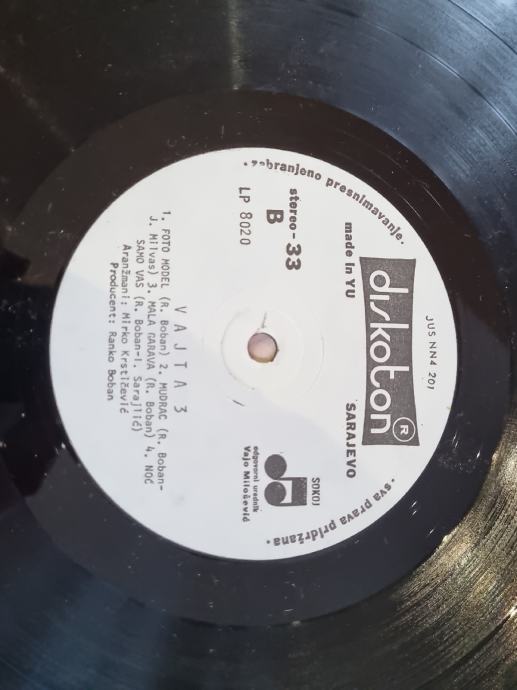 JUS NN4 201
diskoton ®
made in YU SARAJEVO
• zabranjeno presnimavanje •
• sva prava pridržana •
stereo-33
B
LP 8020
SOKOJ
odgovorni urednik
Vajo Milošević
VAJTA 3
1. FOTO MODEL (R. Boban) 2. MUDRAC (R. Boban-
J. Milvas) 3. MALA GARAVA (R. Boban) 4. NOĆ
SAMO VAS (R. Boban-I. Sarajlić)
Aranžmani: Mirko Krstičević
Producent: Ranko Boban